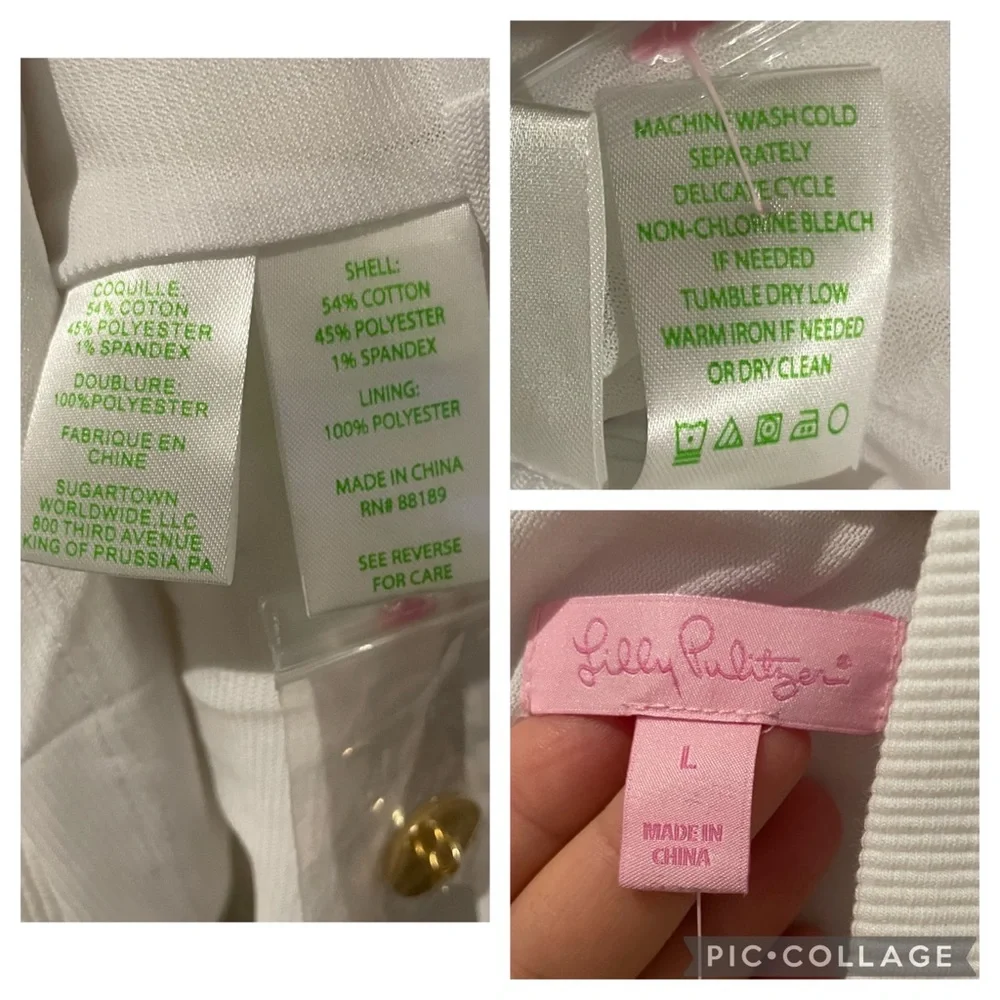 COQUILLE:
54% COTON
45% POLYESTER
1% SPANDEX
DOUBLURE:
100%POLYESTER
FABRIQUE EN
CHINE
SUGARTOWN
WORLDWIDE, LLC
800 THIRD AVENUE
KING OF PRUSSIA,PA
SHELL:
54% COTTON
45% POLYESTER
1% SPANDEX
LINING:
100% POLYESTER
MADE IN CHINA
RN# 88189
SEE REVERSE
FOR CARE
MACHINE WASH COLD
SEPARATELY
DELICATE CYCLE
NON-CHLORINE BLEACH
IF NEEDED
TUMBLE DRY LOW
WARM IRON IF NEEDED
OR DRY CLEAN
Lilly Pulitzer®
L
MADE IN
CHINA
PIC•COLLAGE